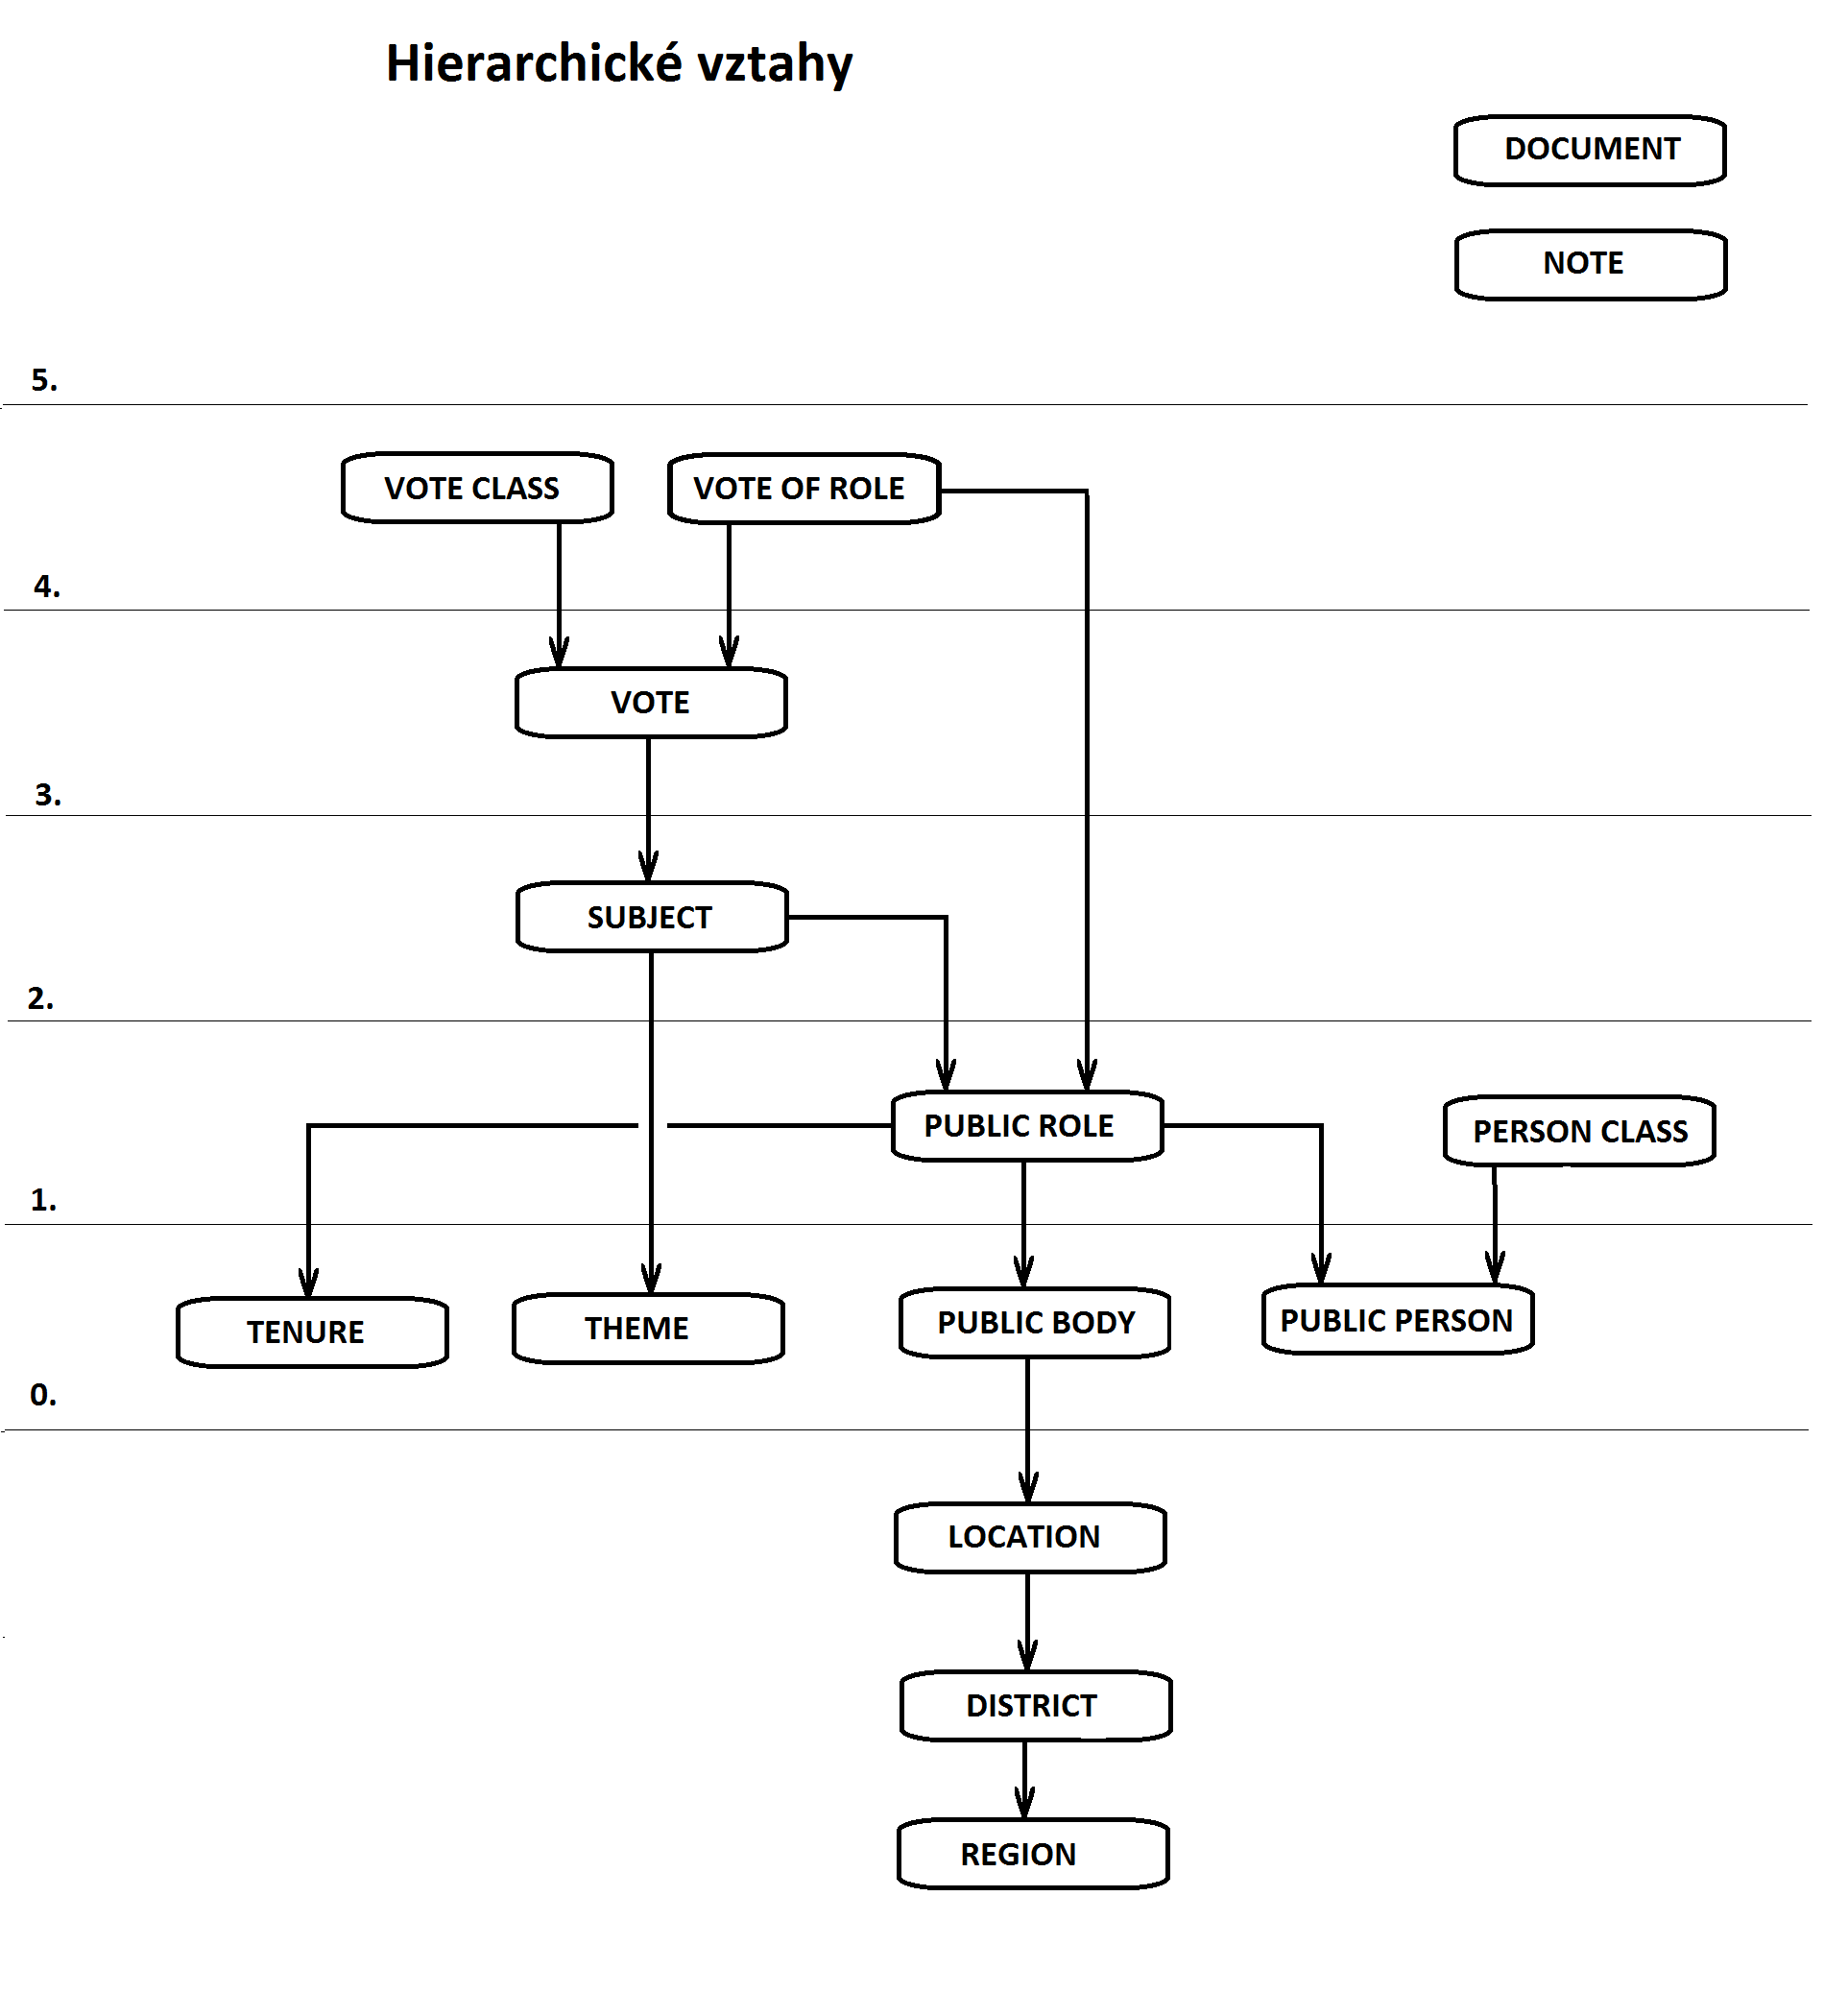 Hierarchické vztahy
DOCUMENT
NOTE
5.
VOTE CLASS
VOTE OF ROLE
4.
VOTE
3.
SUBJECT
2.
PUBLIC ROLE
PERSON CLASS
1.
TENURE
THEME
PUBLIC BODY
PUBLIC PERSON
0.
LOCATION
DISTRICT
REGION